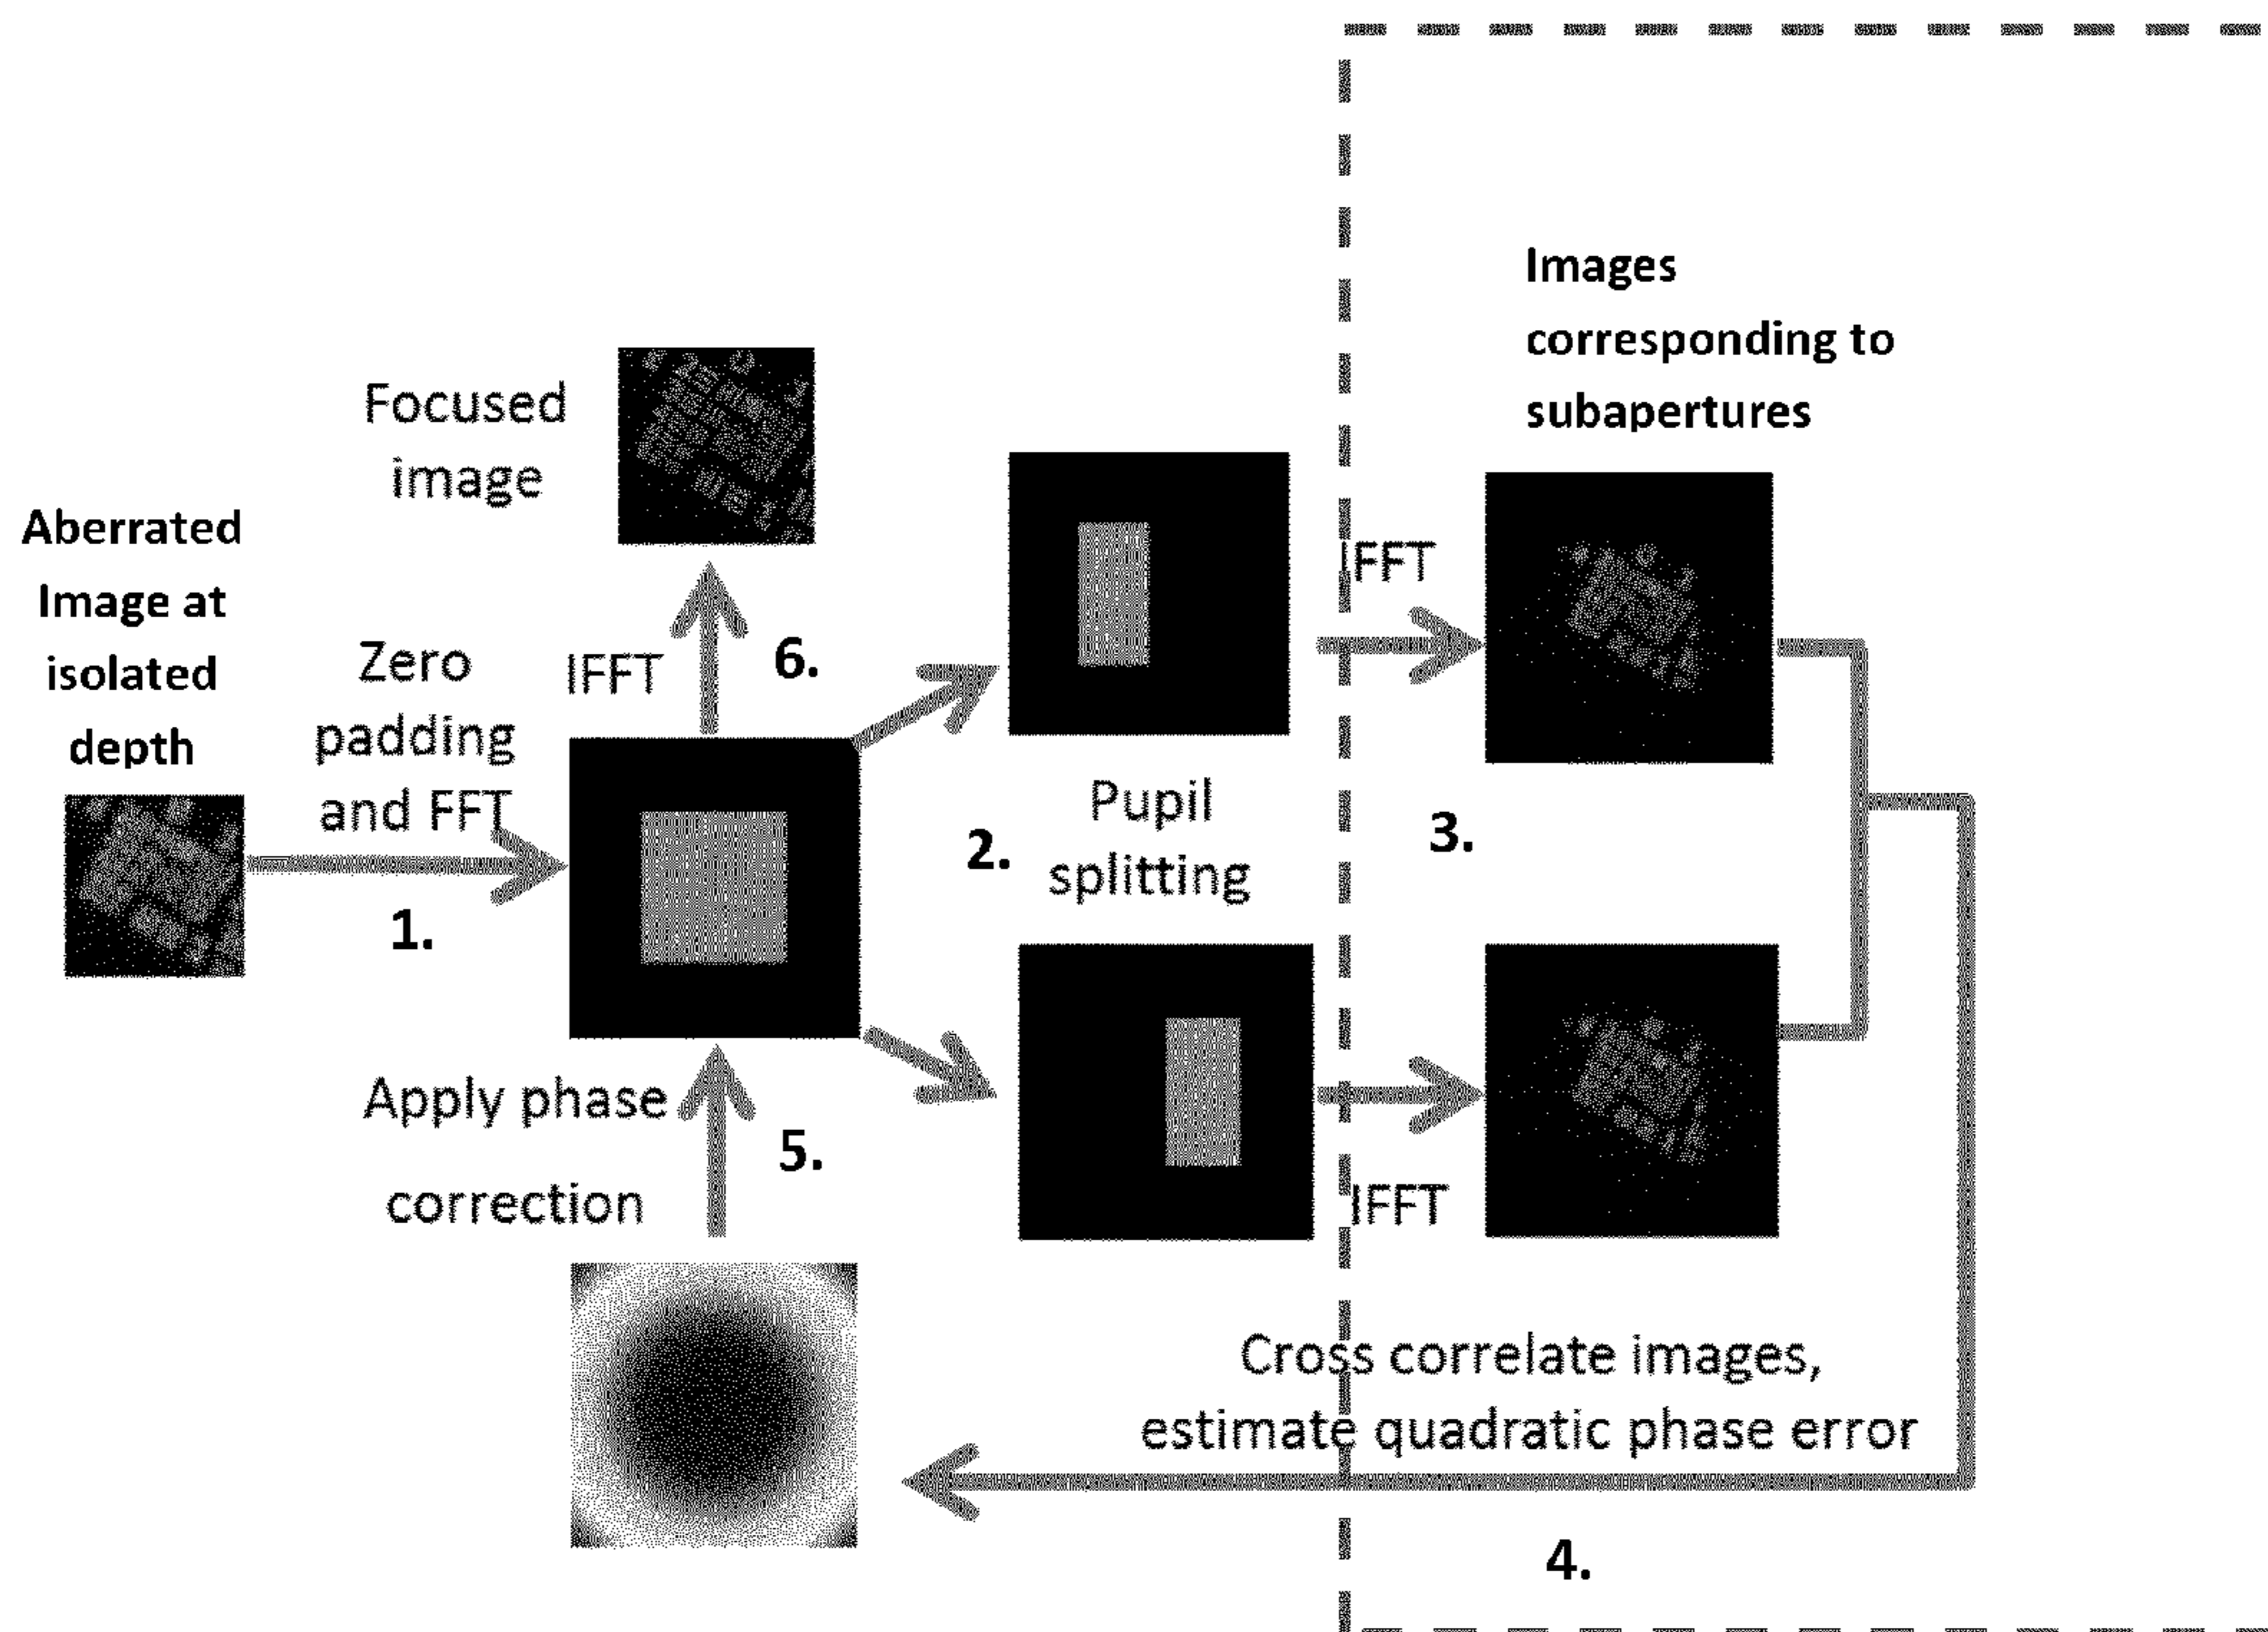 Aberrated
Image at
isolated
depth
Zero
padding
and FFT
1.
Focused
image
IFFT
6.
2.
Pupil
splitting
IFFT
3.
IFFT
Images
corresponding to
subapertures
Cross correlate images,
estimate quadratic phase error
4.
Apply phase
correction
5.